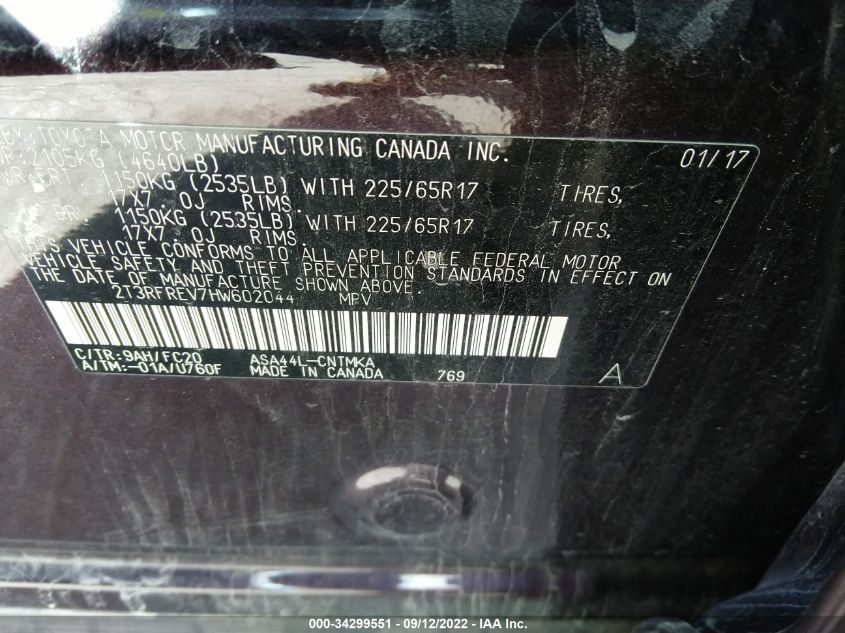 TOYOTA MOTOR MANUFACTURING CANADA INC. 01/17
2105KG (4640LB)
FRT 1150KG (2535LB) WITH 225/65R17 TIRES,
17X7.0J RIMS.
RR 1150KG (2535LB) WITH 225/65R17 TIRES,
17X7.0J RIMS.
THIS VEHICLE CONFORMS TO ALL APPLICABLE FEDERAL MOTOR
VEHICLE SAFETY AND THEFT PREVENTION STANDARDS IN EFFECT ON
THE DATE OF MANUFACTURE SHOWN ABOVE.
2T3RFREV7HW602044 MPV
C/TR:9AH/FC20 ASA44L-CNTMKA
A/TM:-01A/U760F MADE IN CANADA 769 A
000-34299551 - 09/12/2022 - IAA Inc.